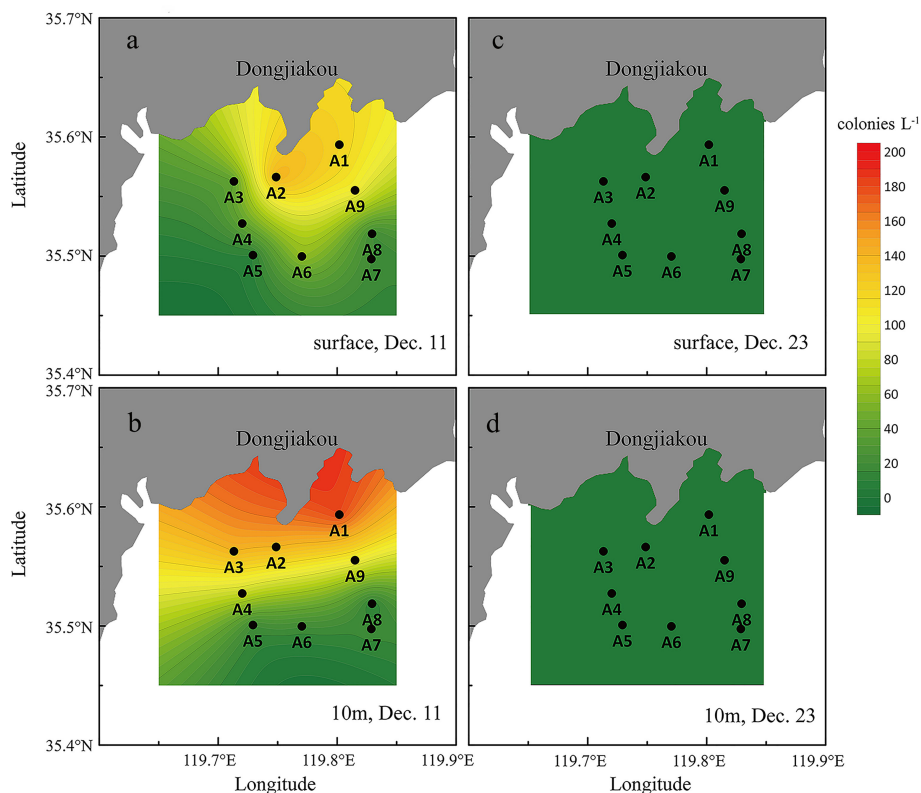 a
Dongjiakou
A1
A2
A3
A9
A4
A8
A5
A6
A7
surface, Dec. 11
35.7°N
35.6°N
35.5°N
35.4°N
Latitude
c
Dongjiakou
A1
A2
A3
A9
A4
A8
A5
A6
A7
surface, Dec. 23
colonies L⁻¹
200
180
160
140
120
100
80
60
40
20
0
b
Dongjiakou
A1
A2
A3
A9
A4
A8
A5
A6
A7
10m, Dec. 11
35.7°N
35.6°N
35.5°N
35.4°N
Latitude
119.7°E
119.8°E
119.9°E
Longitude
d
Dongjiakou
A1
A2
A3
A9
A4
A8
A5
A6
A7
10m, Dec. 23
119.7°E
119.8°E
119.9°E
Longitude